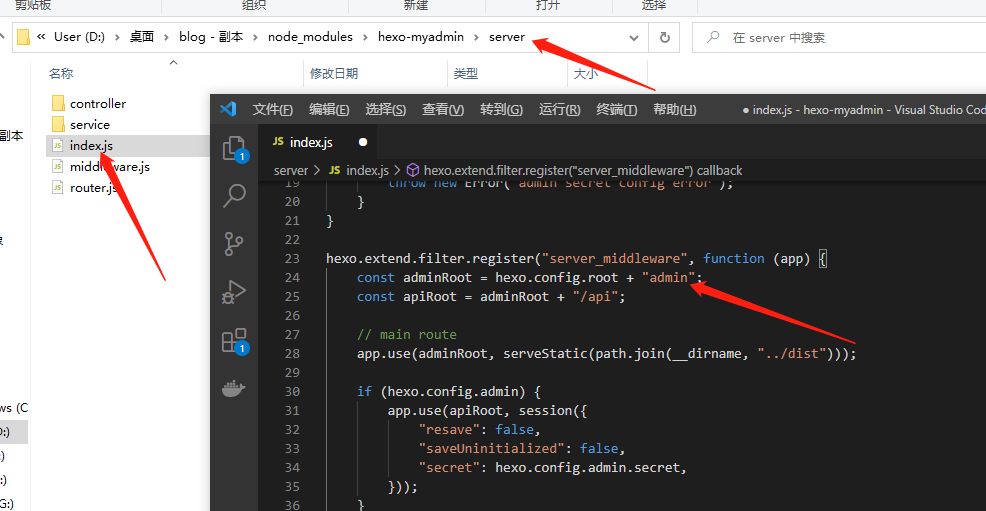 剪贴板 组织 新建 打开 选择
« User (D:) › 桌面 › blog - 副本 › node_modules › hexo-myadmin › server
在 server 中搜索
名称 修改日期 类型 大小
controller
service
副本
index.js
middleware.js
router.js
ws (C
D:)
:)
:)
G:)
文件(F) 编辑(E) 选择(S) 查看(V) 转到(G) 运行(R) 终端(T) 帮助(H) ● index.js - hexo-myadmin - Visual Studio Cod
JS index.js ●
server › JS index.js › hexo.extend.filter.register("server_middleware") callback
1
1
19 throw new Error("admin secret config error");
20 }
21 }
22
23 hexo.extend.filter.register("server_middleware", function (app) {
24 const adminRoot = hexo.config.root + "admin";
25 const apiRoot = adminRoot + "/api";
26
27 // main route
28 app.use(adminRoot, serveStatic(path.join(__dirname, "../dist")));
29
30 if (hexo.config.admin) {
31 app.use(apiRoot, session({
32 "resave": false,
33 "saveUninitialized": false,
34 "secret": hexo.config.admin.secret,
35 }));
36 }